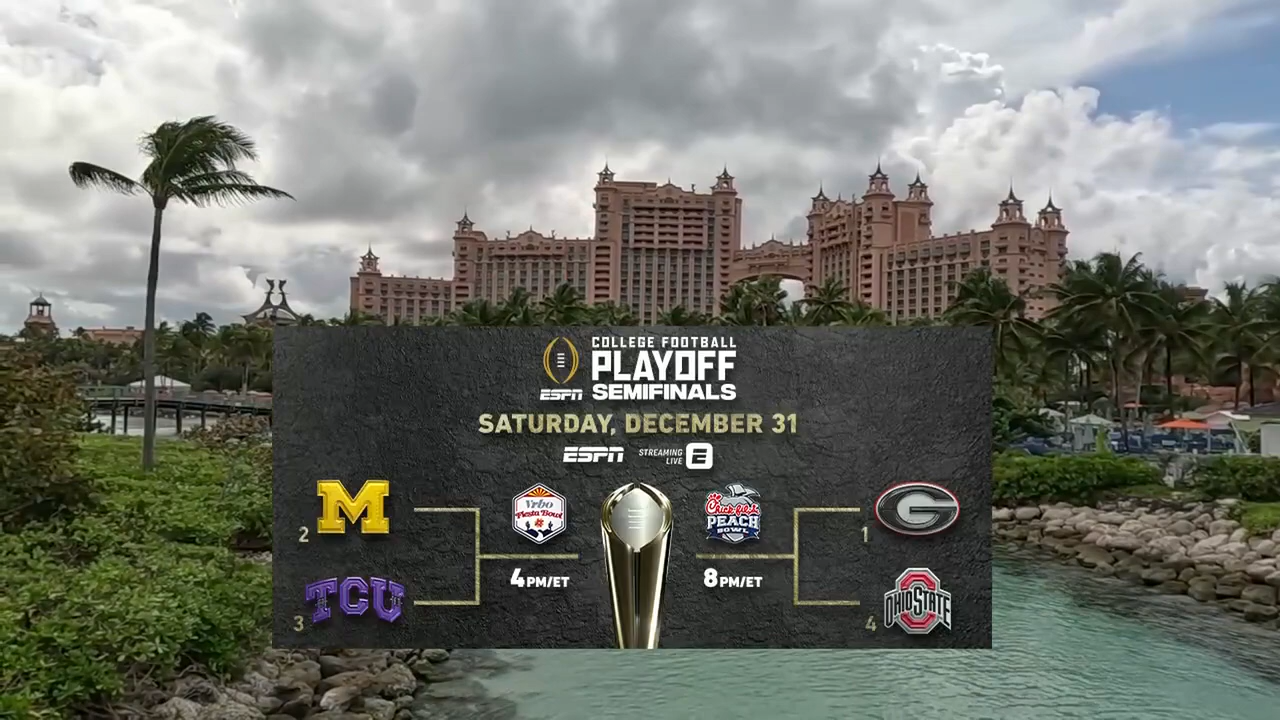 COLLEGE FOOTBALL
PLAYOFF
ESPN SEMIFINALS
SATURDAY, DECEMBER 31
ESPN STREAMING LIVE E
M
Vrbo
Fiesta Bowl
Chick-fil-A
PEACH
BOWL
G
2
1
4PM/ET
8PM/ET
TCU
OHIO STATE
3
4